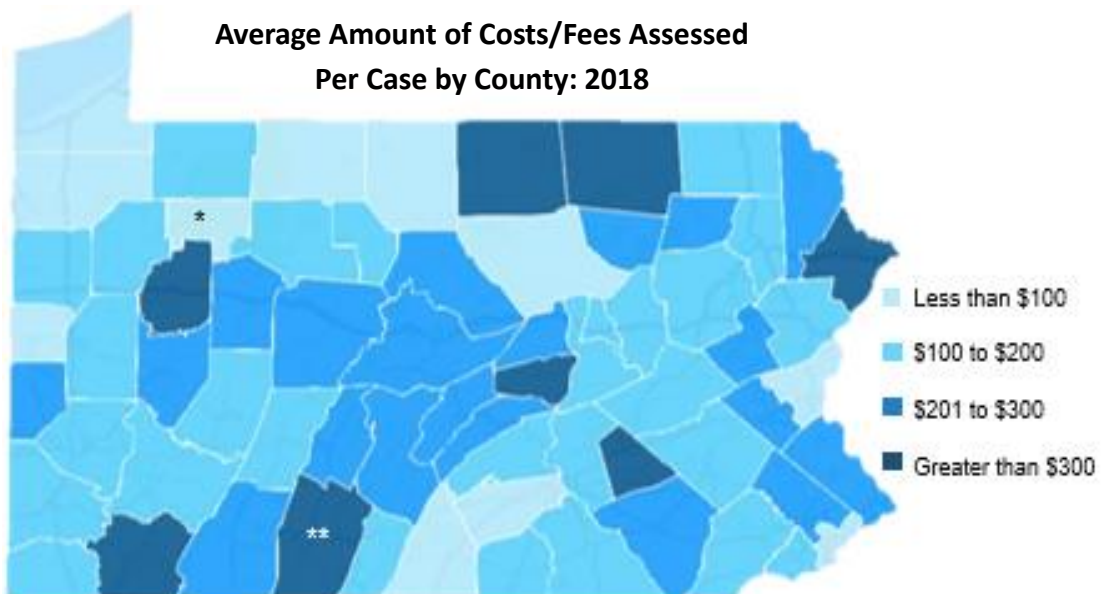 Average Amount of Costs/Fees Assessed
Per Case by County: 2018
*
Less than $100
$100 to $200
$201 to $300
Greater than $300
**